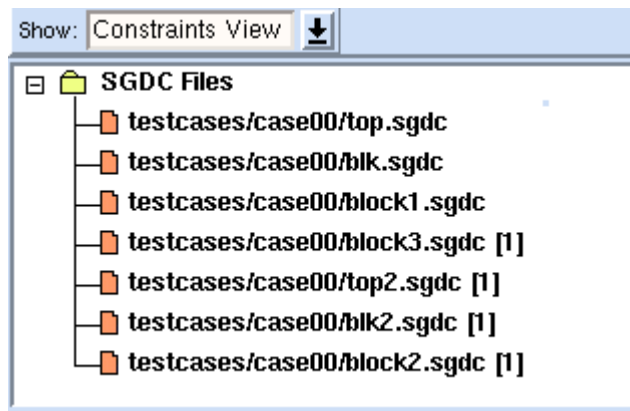 Show: Constraints View
SGDC Files
testcases/case00/top.sgdc
testcases/case00/blk.sgdc
testcases/case00/block1.sgdc
testcases/case00/block3.sgdc [1]
testcases/case00/top2.sgdc [1]
testcases/case00/blk2.sgdc [1]
testcases/case00/block2.sgdc [1]